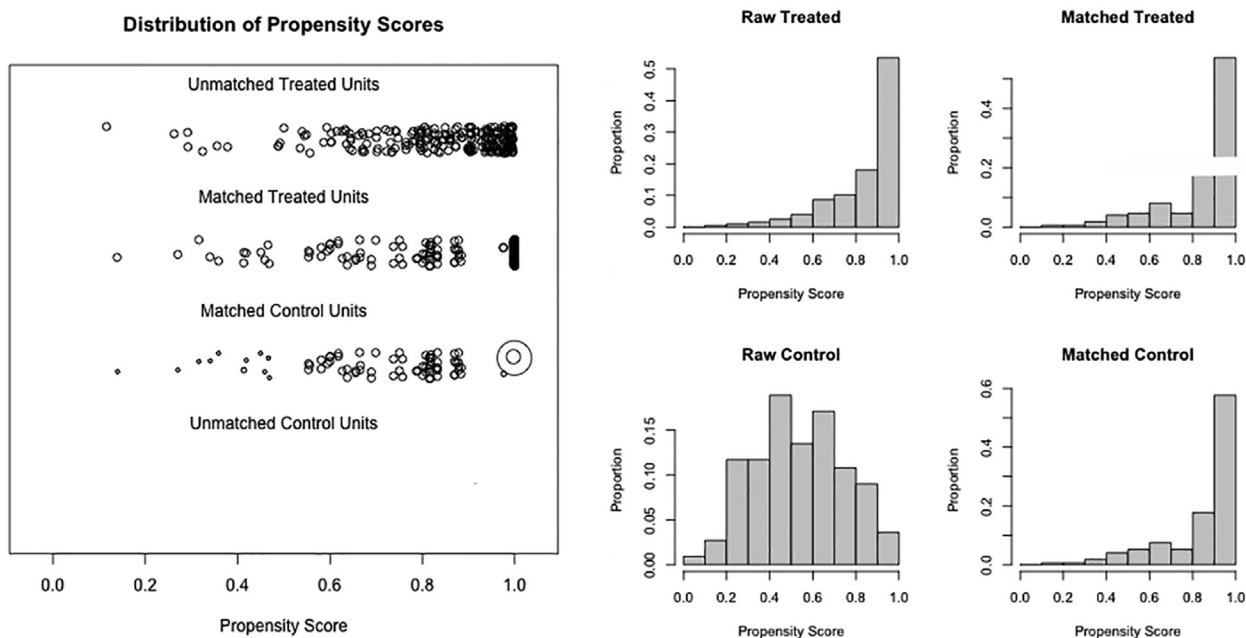 Distribution of Propensity Scores
Unmatched Treated Units
Matched Treated Units
Matched Control Units
Unmatched Control Units
0.0 0.2 0.4 0.6 0.8 1.0
Propensity Score
Raw Treated
Proportion
0.0 0.1 0.2 0.3 0.4 0.5
0.0 0.2 0.4 0.6 0.8 1.0
Propensity Score
Matched Treated
Proportion
0.0 0.2 0.4
0.0 0.2 0.4 0.6 0.8 1.0
Propensity Score
Raw Control
Proportion
0.00 0.05 0.10 0.15
0.0 0.2 0.4 0.6 0.8 1.0
Propensity Score
Matched Control
Proportion
0.0 0.2 0.4 0.6
0.0 0.2 0.4 0.6 0.8 1.0
Propensity Score